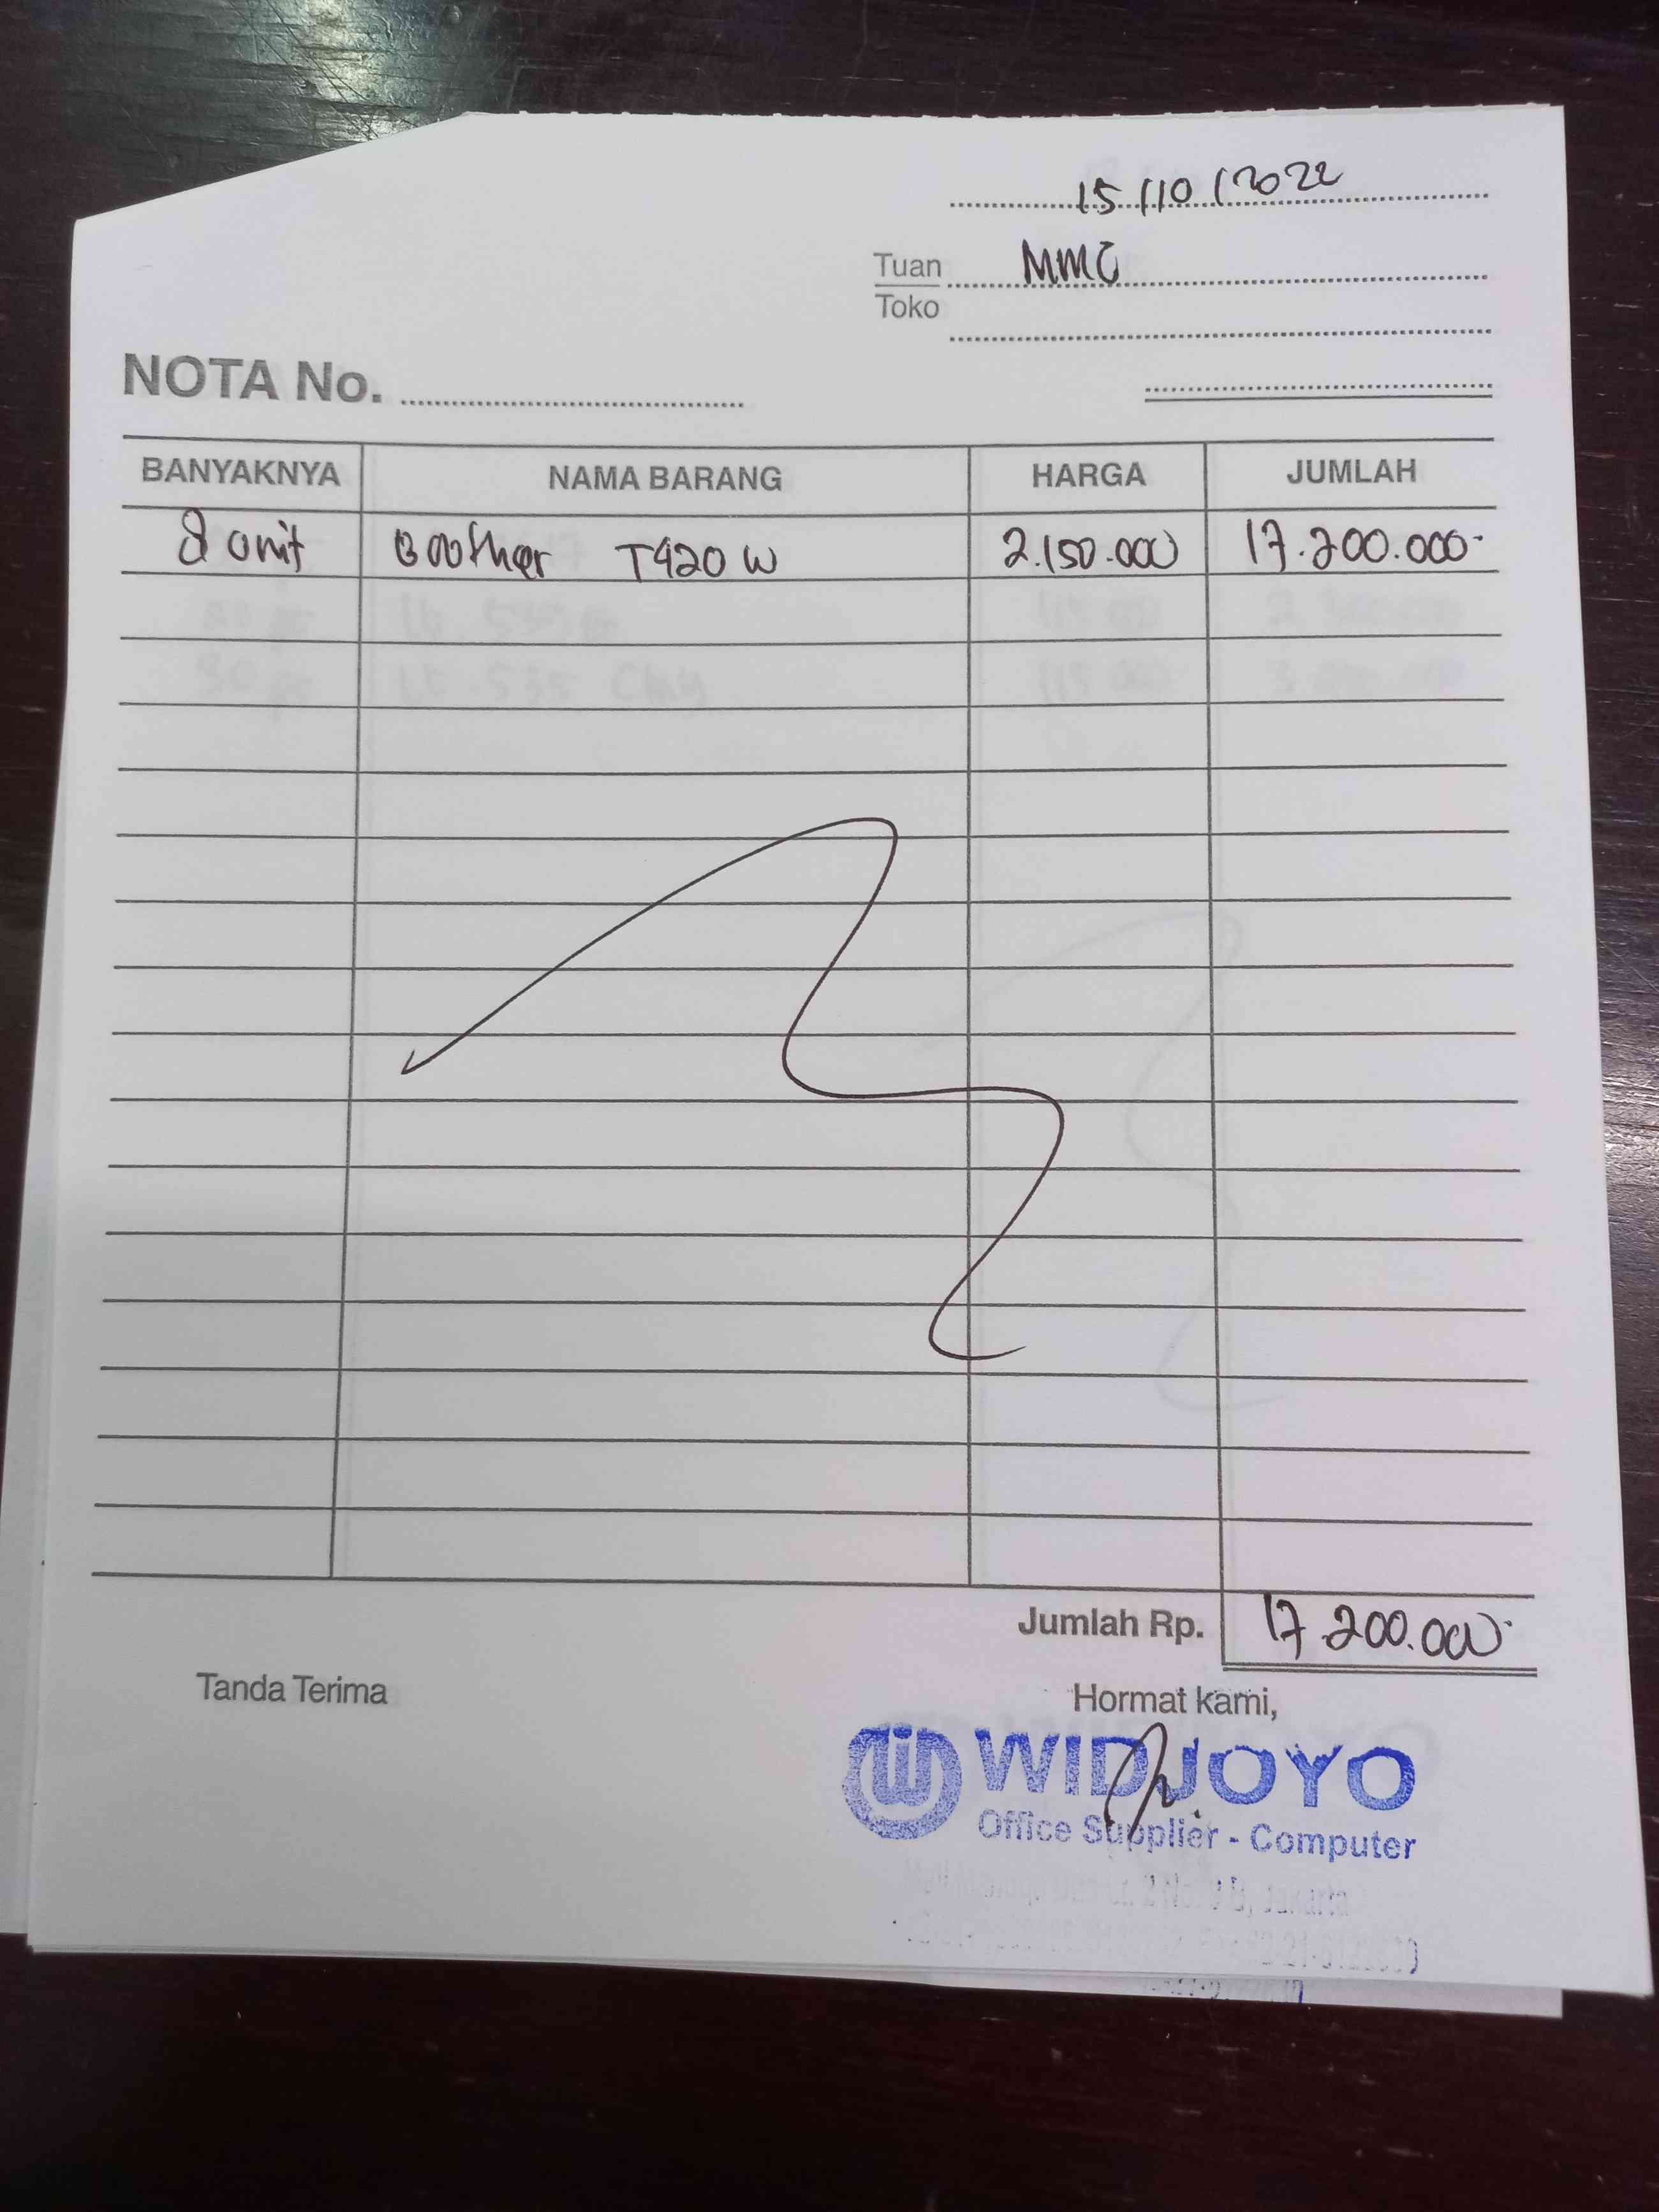 15/10/2022
Tuan MMC
Toko
NOTA No.
BANYAKNYA NAMA BARANG HARGA JUMLAH
8 unit Brother T420 W 2.150.000 17.200.000
Jumlah Rp. 17.200.000
Tanda Terima Hormat kami,
WIDJOYO
Office Supplier - Computer